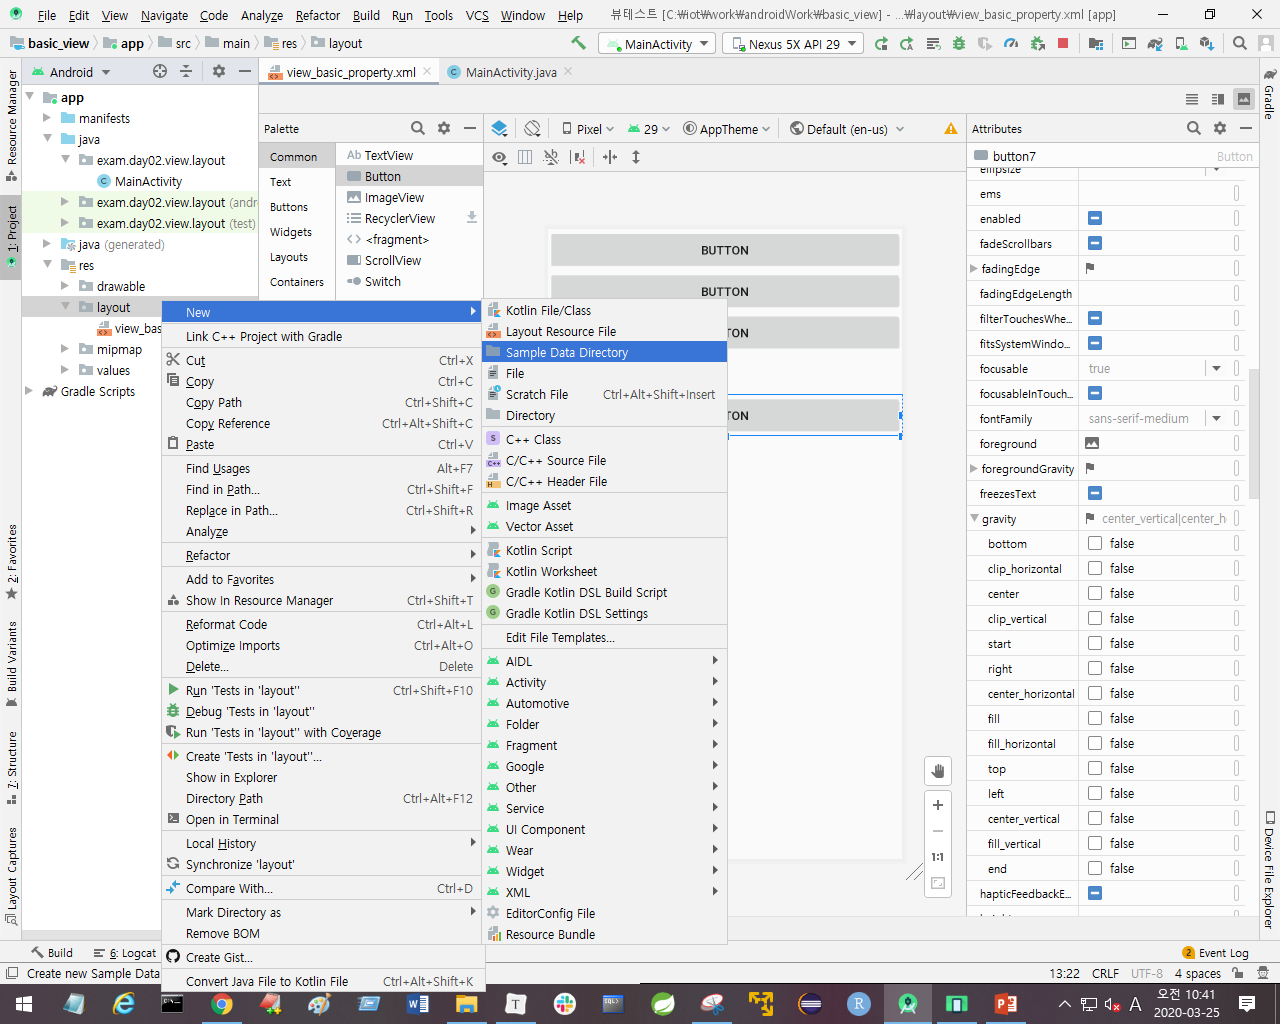 File Edit View Navigate Code Analyze Refactor Build Run Tools VCS Window Help 뷰테스트 [C:₩iot₩work₩androidWork₩basic_view] - ...₩layout₩view_basic_property.xml [app]
basic_view app src main res layout MainActivity Nexus 5X API 29
Android view_basic_property.xml MainActivity.java
Resource Manager
1: Project
2: Favorites
Build Variants
7: Structure
Layout Captures
app
manifests
java
exam.day02.view.layout
MainActivity
exam.day02.view.layout (andr
exam.day02.view.layout (test)
java (generated)
res
drawable
layout
view_bas
mipmap
values
Gradle Scripts
Palette
Common
Text
Buttons
Widgets
Layouts
Containers
Ab TextView
Button
ImageView
RecyclerView
<fragment>
ScrollView
Switch
Pixel 29 AppTheme Default (en-us)
BUTTON
BUTTON
TON
TON
1:1
New
Link C++ Project with Gradle
Cut Ctrl+X
Copy Ctrl+C
Copy Path Ctrl+Shift+C
Copy Reference Ctrl+Alt+Shift+C
Paste Ctrl+V
Find Usages Alt+F7
Find in Path... Ctrl+Shift+F
Replace in Path... Ctrl+Shift+R
Analyze
Refactor
Add to Favorites
Show In Resource Manager Ctrl+Shift+T
Reformat Code Ctrl+Alt+L
Optimize Imports Ctrl+Alt+O
Delete... Delete
Run 'Tests in 'layout'' Ctrl+Shift+F10
Debug 'Tests in 'layout''
Run 'Tests in 'layout'' with Coverage
Create 'Tests in 'layout''...
Show in Explorer
Directory Path Ctrl+Alt+F12
Open in Terminal
Local History
Synchronize 'layout'
Compare With... Ctrl+D
Mark Directory as
Remove BOM
Create Gist...
Convert Java File to Kotlin File Ctrl+Alt+Shift+K
Kotlin File/Class
Layout Resource File
Sample Data Directory
File
Scratch File Ctrl+Alt+Shift+Insert
Directory
S C++ Class
C++ C/C++ Source File
H C/C++ Header File
Image Asset
Vector Asset
Kotlin Script
Kotlin Worksheet
G Gradle Kotlin DSL Build Script
G Gradle Kotlin DSL Settings
Edit File Templates...
AIDL
Activity
Automotive
Folder
Fragment
Google
Other
Service
UI Component
Wear
Widget
XML
EditorConfig File
Resource Bundle
Attributes
button7 Button
ellipsize
ems
enabled
fadeScrollbars
fadingEdge
fadingEdgeLength
filterTouchesWhe...
fitsSystemWindo...
focusable true
focusableInTouch...
fontFamily sans-serif-medium
foreground
foregroundGravity
freezesText
gravity center_vertical|center_h
bottom false
clip_horizontal false
center false
clip_vertical false
start false
right false
center_horizontal false
fill false
fill_horizontal false
top false
left false
center_vertical false
fill_vertical false
end false
hapticFeedbackE...
Gradle
Device File Explorer
Build 6: Logcat 2 Event Log
Create new Sample Data 13:22 CRLF UTF-8 4 spaces
A 오전 10:41
2020-03-25